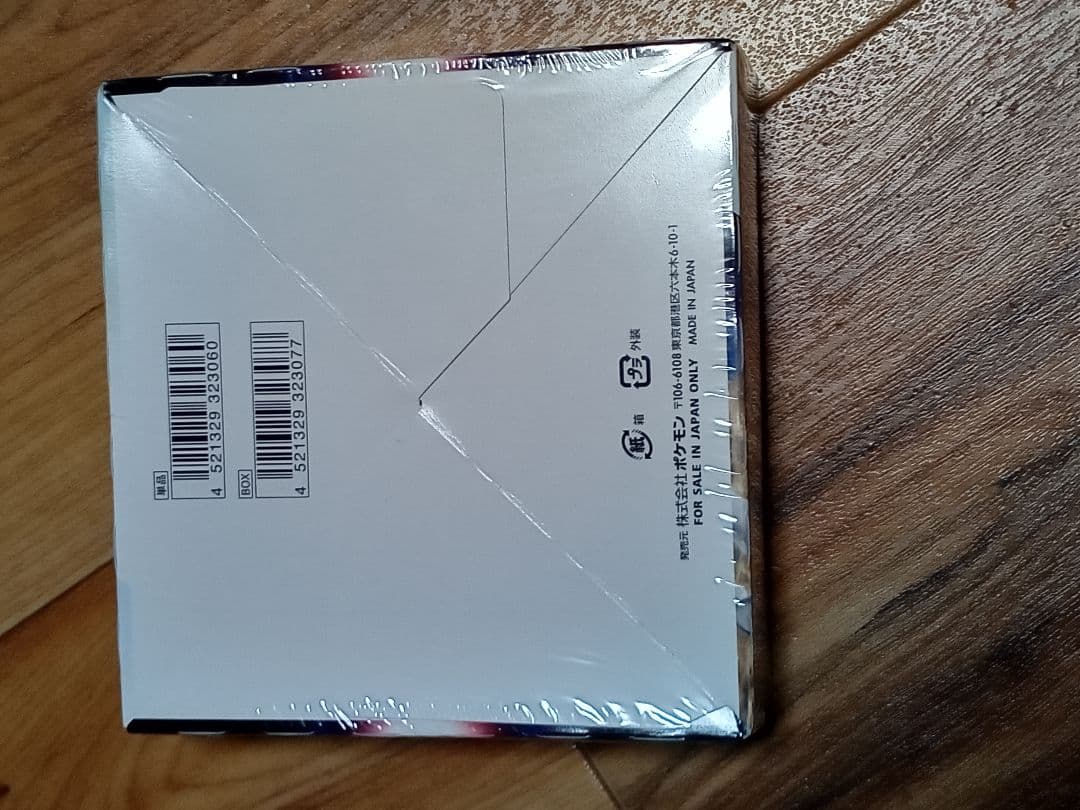 単品
4 521329 323060
BOX
4 521329 323077
紙 箱
プラ 外装
発売元 株式会社ポケモン 〒106-6108 東京都港区六本木6-10-1
FOR SALE IN JAPAN ONLY MADE IN JAPAN